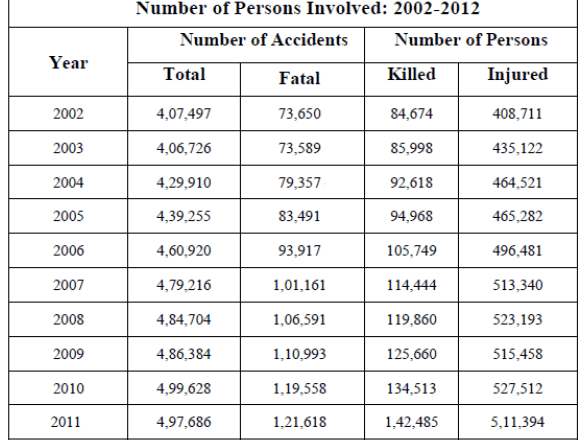 Number of Persons Involved: 2002-2012
Year Number of Accidents Number of Persons
Total Fatal Killed Injured
2002 4,07,497 73,650 84,674 408,711
2003 4,06,726 73,589 85,998 435,122
2004 4,29,910 79,357 92,618 464,521
2005 4,39,255 83,491 94,968 465,282
2006 4,60,920 93,917 105,749 496,481
2007 4,79,216 1,01,161 114,444 513,340
2008 4,84,704 1,06,591 119,860 523,193
2009 4,86,384 1,10,993 125,660 515,458
2010 4,99,628 1,19,558 134,513 527,512
2011 4,97,686 1,21,618 1,42,485 5,11,394